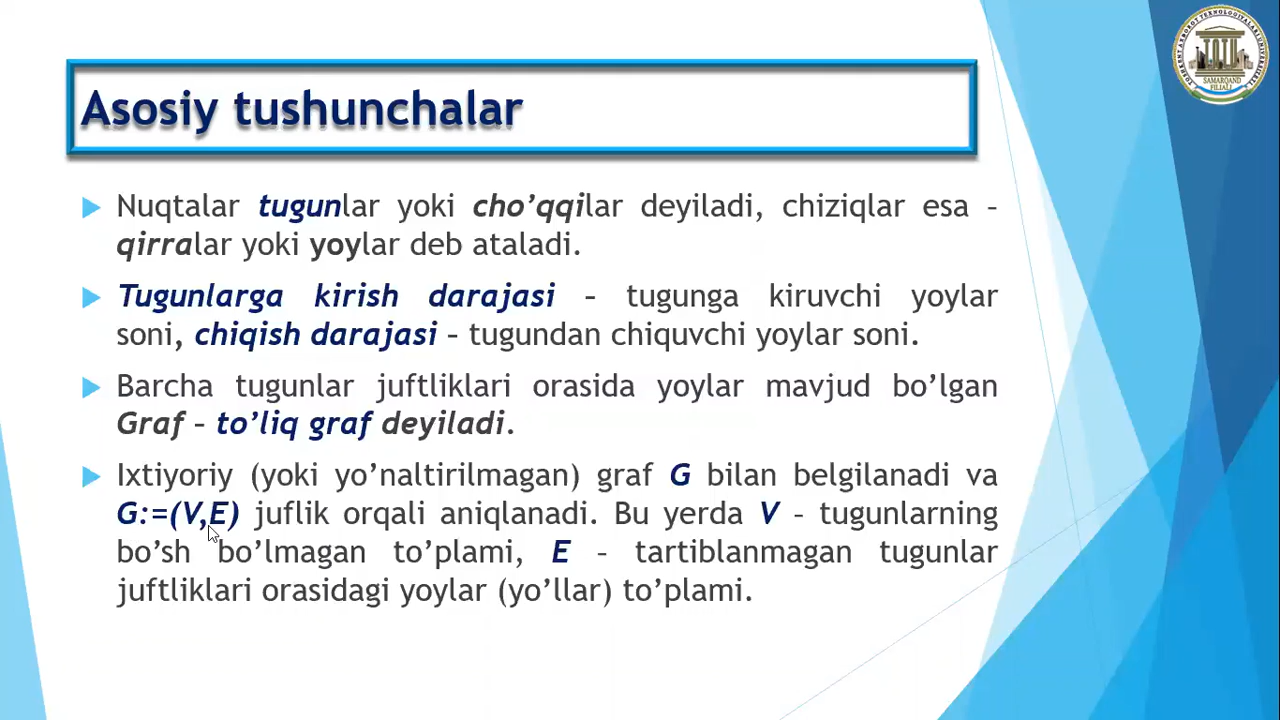 Asosiy tushunchalar
Nuqtalar tugunlar yoki cho’qqilar deyiladi, chiziqlar esa –
qirralar yoki yoylar deb ataladi.
Tugunlarga kirish darajasi – tugunga kiruvchi yoylar
soni, chiqish darajasi – tugundan chiquvchi yoylar soni.
Barcha tugunlar juftliklari orasida yoylar mavjud bo’lgan
Graf – to’liq graf deyiladi.
Ixtiyoriy (yoki yo’naltirilmagan) graf G bilan belgilanadi va
G:=(V,E) juflik orqali aniqlanadi. Bu yerda V – tugunlarning
bo’sh bo’lmagan to’plami, E – tartiblanmagan tugunlar
juftliklari orasidagi yoylar (yo’llar) to’plami.
SAMARQAND
FILIALI